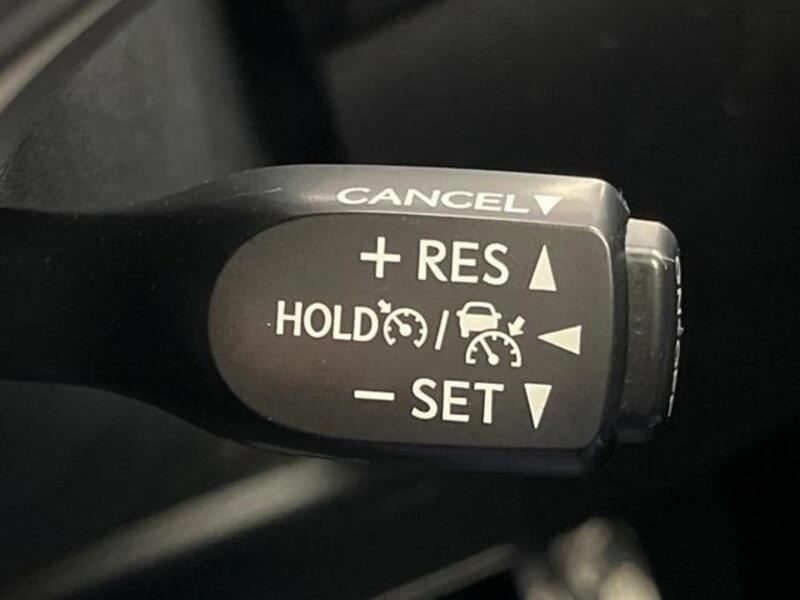 CANCEL▼
+ RES ▲
HOLD / ◀
− SET ▼